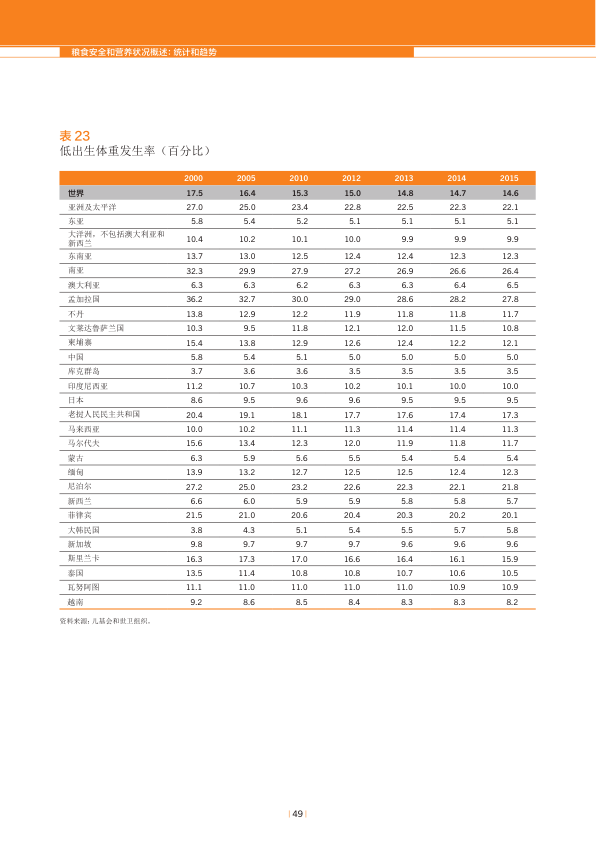 粮食安全和营养状况概述：统计和趋势
表 23
低出生体重发生率（百分比）
2000 2005 2010 2012 2013 2014 2015
世界 17.5 16.4 15.3 15.0 14.8 14.7 14.6
亚洲及太平洋 27.0 25.0 23.4 22.8 22.5 22.3 22.1
东亚 5.8 5.4 5.2 5.1 5.1 5.1 5.1
大洋洲，不包括澳大利亚和
新西兰 10.4 10.2 10.1 10.0 9.9 9.9 9.9
东南亚 13.7 13.0 12.5 12.4 12.4 12.3 12.3
南亚 32.3 29.9 27.9 27.2 26.9 26.6 26.4
澳大利亚 6.3 6.3 6.2 6.3 6.3 6.4 6.5
孟加拉国 36.2 32.7 30.0 29.0 28.6 28.2 27.8
不丹 13.8 12.9 12.2 11.9 11.8 11.8 11.7
文莱达鲁萨兰国 10.3 9.5 11.8 12.1 12.0 11.5 10.8
柬埔寨 15.4 13.8 12.9 12.6 12.4 12.2 12.1
中国 5.8 5.4 5.1 5.0 5.0 5.0 5.0
库克群岛 3.7 3.6 3.6 3.5 3.5 3.5 3.5
印度尼西亚 11.2 10.7 10.3 10.2 10.1 10.0 10.0
日本 8.6 9.5 9.6 9.6 9.5 9.5 9.5
老挝人民民主共和国 20.4 19.1 18.1 17.7 17.6 17.4 17.3
马来西亚 10.0 10.2 11.1 11.3 11.4 11.4 11.3
马尔代夫 15.6 13.4 12.3 12.0 11.9 11.8 11.7
蒙古 6.3 5.9 5.6 5.5 5.4 5.4 5.4
缅甸 13.9 13.2 12.7 12.5 12.5 12.4 12.3
尼泊尔 27.2 25.0 23.2 22.6 22.3 22.1 21.8
新西兰 6.6 6.0 5.9 5.9 5.8 5.8 5.7
菲律宾 21.5 21.0 20.6 20.4 20.3 20.2 20.1
大韩民国 3.8 4.3 5.1 5.4 5.5 5.7 5.8
新加坡 9.8 9.7 9.7 9.7 9.6 9.6 9.6
斯里兰卡 16.3 17.3 17.0 16.6 16.4 16.1 15.9
泰国 13.5 11.4 10.8 10.8 10.7 10.6 10.5
瓦努阿图 11.1 11.0 11.0 11.0 11.0 10.9 10.9
越南 9.2 8.6 8.5 8.4 8.3 8.3 8.2
资料来源：儿基会和世卫组织。
| 49 |